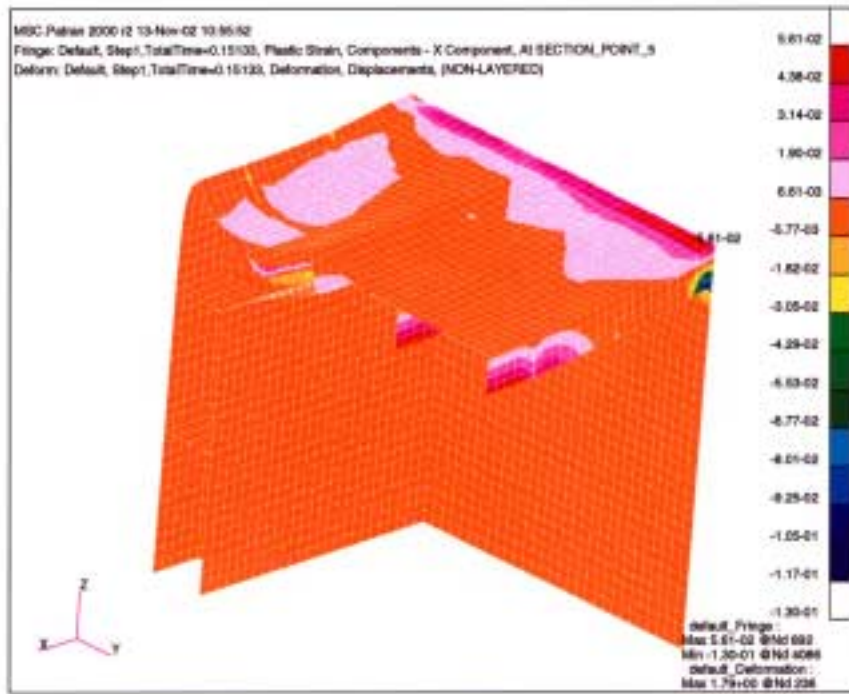 MSC.Patran 2000 r2 13-Nov-02 10:55:52
Fringe: Default, Step1,TotalTime=0.15133, Plastic Strain, Components - X Component, At SECTION_POINT_5
Deform: Default, Step1,TotalTime=0.15133, Deformation, Displacements, (NON-LAYERED)
5.61-02
4.38-02
3.14-02
1.90-02
6.61-03
-5.77-03
-1.82-02
-3.05-02
-4.29-02
-5.53-02
-6.77-02
-8.01-02
-9.25-02
-1.05-01
-1.17-01
-1.30-01
5.61-02
Z
X
Y
default_Fringe :
Max 5.61-02 @Nd 692
Min -1.30-01 @Nd 4086
default_Deformation :
Max 1.79+00 @Nd 236